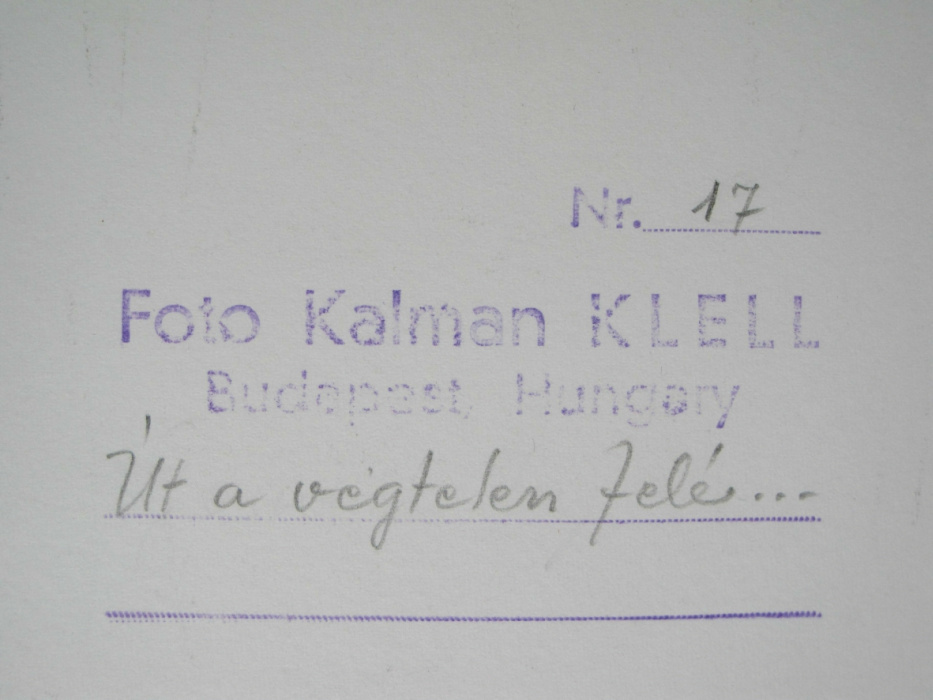 Nr. 17
Foto Kalman KLELL
Budapest, Hungary
Út a végtelen felé...